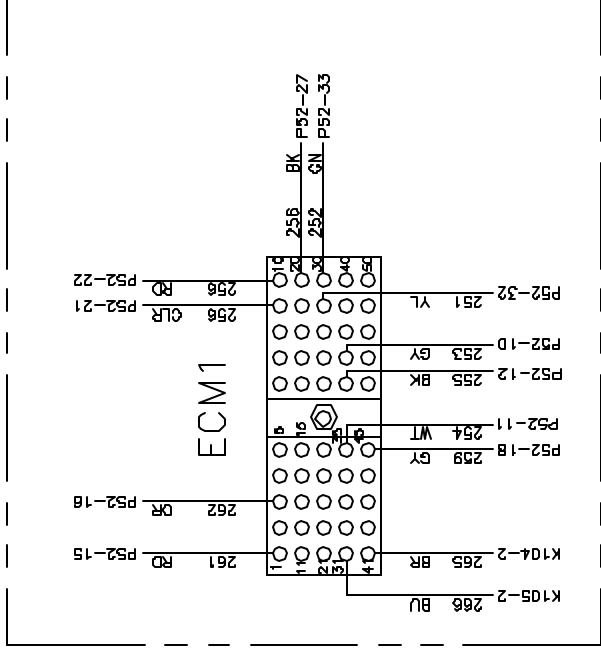 BK P52-27
GN P52-33
256
252
10 20 30 40 50
256 RD P52-22
256 CLR P52-21
P52-32 251 YL
P52-10 253 GY
P52-12 255 BK
ECM1
5 15 35 45
P52-11 254 WT
P52-18 259 GY
262 OR P52-16
261 RD P52-15
1 11 21 31 41
K104-2 265 BR
K105-2 266 BU